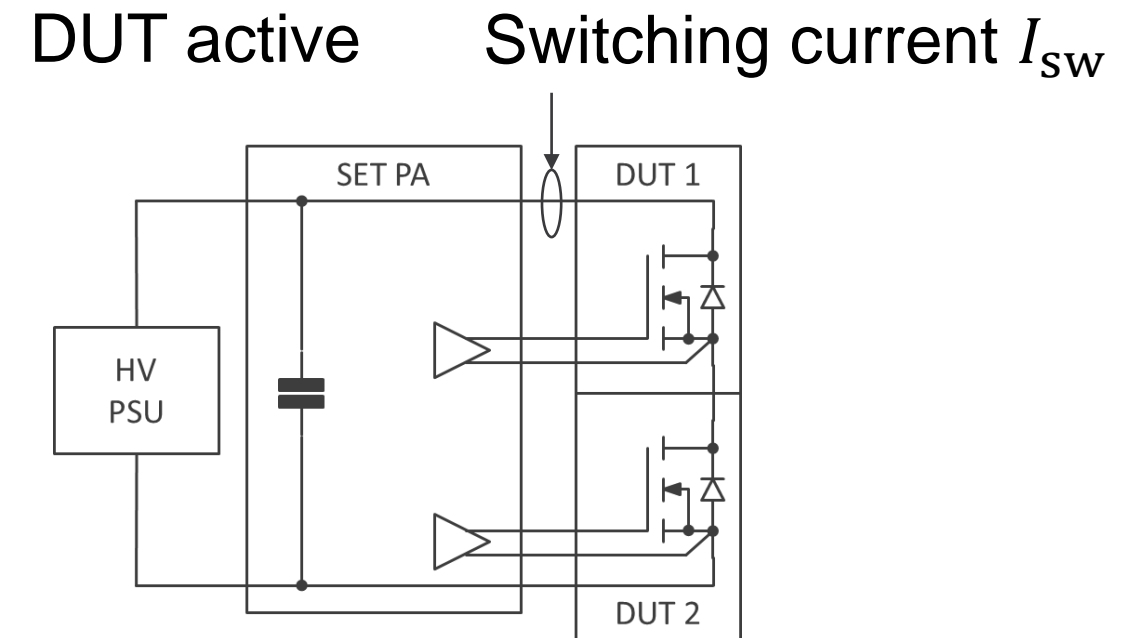 DUT active
Switching current I_sw
SET PA
DUT 1
HV
PSU
DUT 2